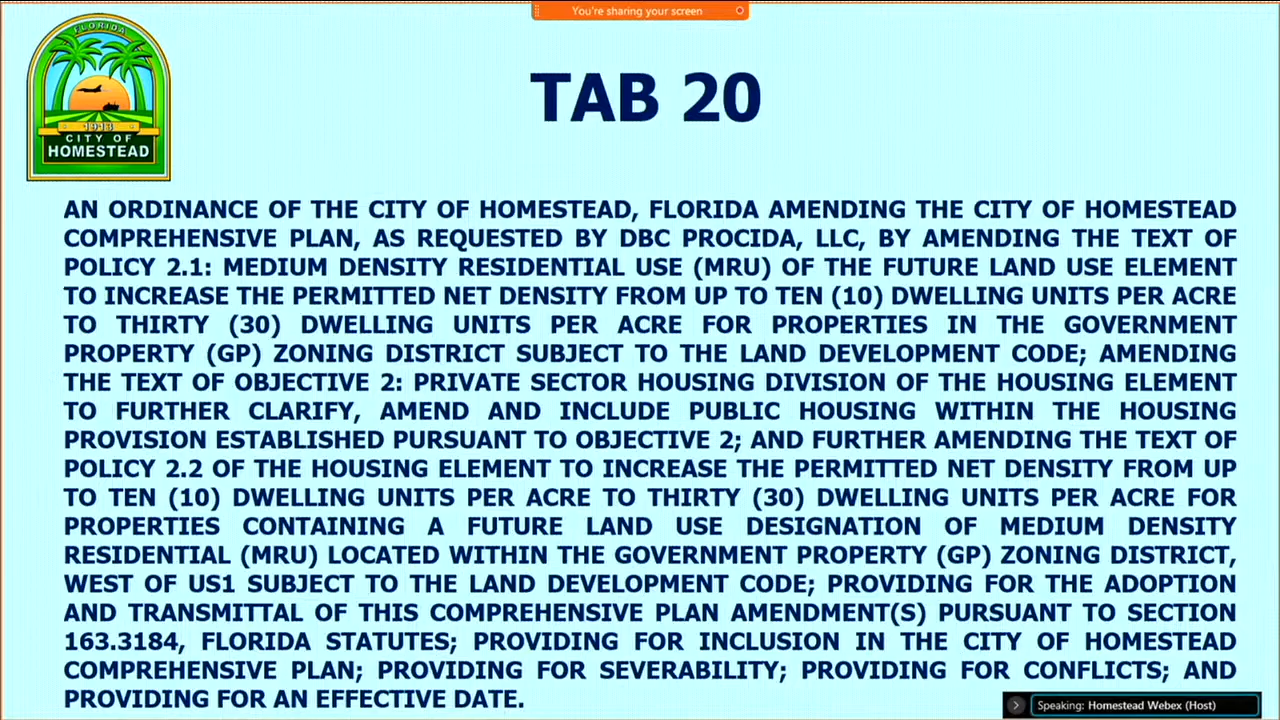 You're sharing your screen
FLORIDA
1913
CITY OF
HOMESTEAD
TAB 20
AN ORDINANCE OF THE CITY OF HOMESTEAD, FLORIDA AMENDING THE CITY OF HOMESTEAD
COMPREHENSIVE PLAN, AS REQUESTED BY DBC PROCIDA, LLC, BY AMENDING THE TEXT OF
POLICY 2.1: MEDIUM DENSITY RESIDENTIAL USE (MRU) OF THE FUTURE LAND USE ELEMENT
TO INCREASE THE PERMITTED NET DENSITY FROM UP TO TEN (10) DWELLING UNITS PER ACRE
TO THIRTY (30) DWELLING UNITS PER ACRE FOR PROPERTIES IN THE GOVERNMENT
PROPERTY (GP) ZONING DISTRICT SUBJECT TO THE LAND DEVELOPMENT CODE; AMENDING
THE TEXT OF OBJECTIVE 2: PRIVATE SECTOR HOUSING DIVISION OF THE HOUSING ELEMENT
TO FURTHER CLARIFY, AMEND AND INCLUDE PUBLIC HOUSING WITHIN THE HOUSING
PROVISION ESTABLISHED PURSUANT TO OBJECTIVE 2; AND FURTHER AMENDING THE TEXT OF
POLICY 2.2 OF THE HOUSING ELEMENT TO INCREASE THE PERMITTED NET DENSITY FROM UP
TO TEN (10) DWELLING UNITS PER ACRE TO THIRTY (30) DWELLING UNITS PER ACRE FOR
PROPERTIES CONTAINING A FUTURE LAND USE DESIGNATION OF MEDIUM DENSITY
RESIDENTIAL (MRU) LOCATED WITHIN THE GOVERNMENT PROPERTY (GP) ZONING DISTRICT,
WEST OF US1 SUBJECT TO THE LAND DEVELOPMENT CODE; PROVIDING FOR THE ADOPTION
AND TRANSMITTAL OF THIS COMPREHENSIVE PLAN AMENDMENT(S) PURSUANT TO SECTION
163.3184, FLORIDA STATUTES; PROVIDING FOR INCLUSION IN THE CITY OF HOMESTEAD
COMPREHENSIVE PLAN; PROVIDING FOR SEVERABILITY; PROVIDING FOR CONFLICTS; AND
PROVIDING FOR AN EFFECTIVE DATE.
Speaking: Homestead Webex (Host)